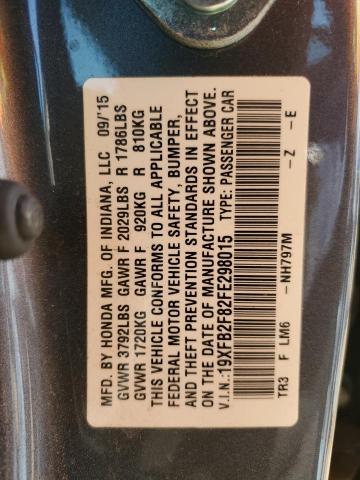 MFD. BY HONDA MFG. OF INDIANA, LLC. 09/'15
GVWR 3792LBS GAWR F 2029LBS R 1786LBS
GVWR 1720KG GAWR F 920KG R 810KG
THIS VEHICLE CONFORMS TO ALL APPLICABLE
FEDERAL MOTOR VEHICLE SAFETY, BUMPER,
AND THEFT PREVENTION STANDARDS IN EFFECT
ON THE DATE OF MANUFACTURE SHOWN ABOVE.
V.I.N.:19XFB2F82FE298015 TYPE: PASSENGER CAR
TR3 F LM6 -NH797M -Z -E